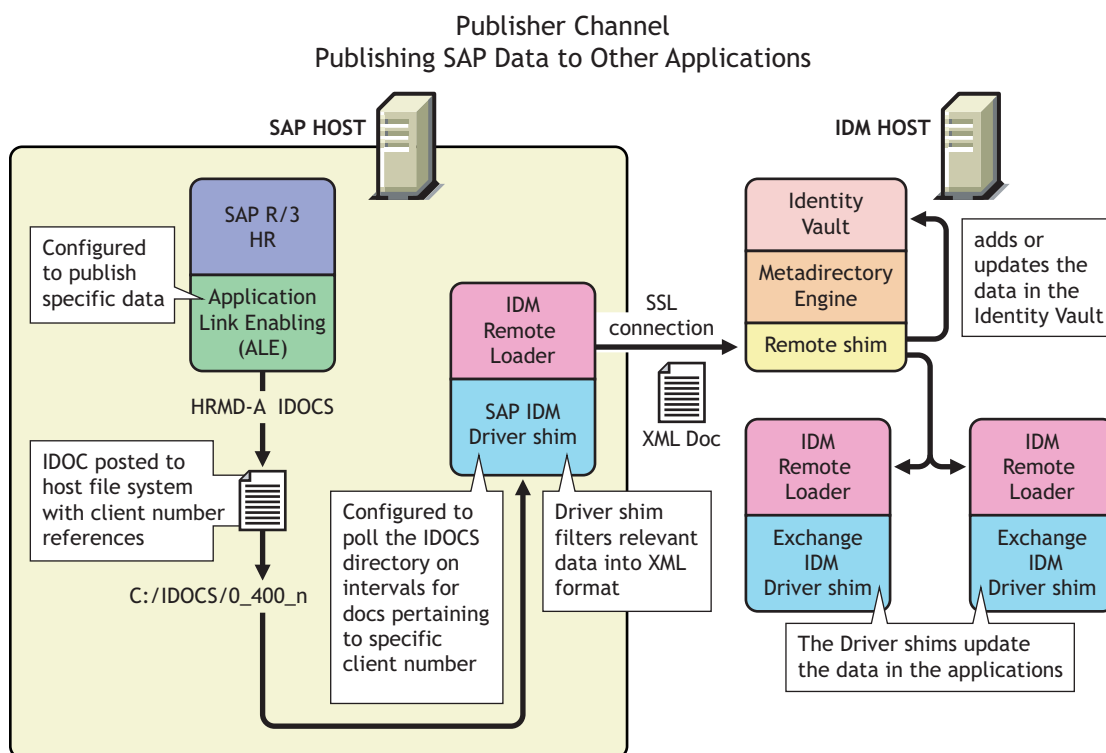 Publisher Channel
Publishing SAP Data to Other Applications
SAP HOST
IDM HOST
SAP R/3
HR
Configured
to publish
specific data
Application
Link Enabling
(ALE)
HRMD-A IDOCS
IDOC posted to
host file system
with client number
references
C:/IDOCS/0_400_n
IDM
Remote
Loader
SAP IDM
Driver shim
Configured to
poll the IDOCS
directory on
intervals for
docs pertaining
to specific
client number
Driver shim
filters relevant
data into XML
format
SSL
connection
XML Doc
Identity
Vault
Metadirectory
Engine
Remote shim
adds or
updates the
data in the
Identity Vault
IDM
Remote
Loader
Exchange
IDM
Driver shim
IDM
Remote
Loader
Exchange
IDM
Driver shim
The Driver shims update
the data in the applications